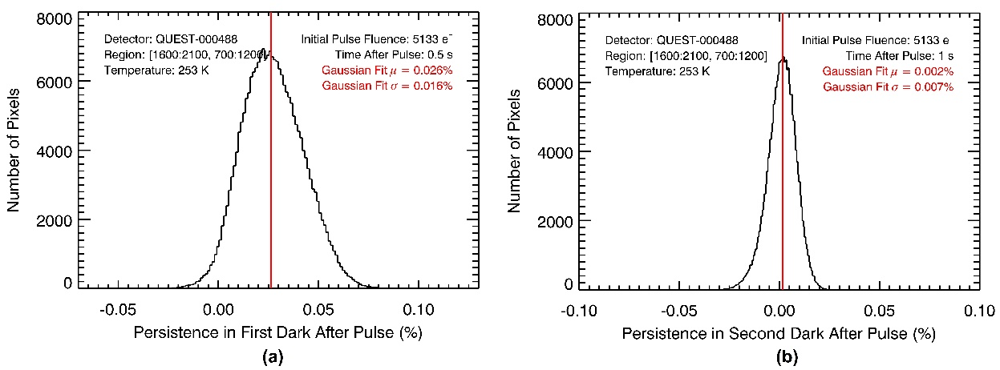 8000
6000
4000
2000
0
Number of Pixels
Detector: QUEST-000488
Region: [1600:2100, 700:1200]
Temperature: 253 K
Initial Pulse Fluence: 5133 e⁻
Time After Pulse: 0.5 s
Gaussian Fit μ = 0.026%
Gaussian Fit σ = 0.016%
-0.05 0.00 0.05 0.10
Persistence in First Dark After Pulse (%)
(a)
8000
6000
4000
2000
0
Number of Pixels
Detector: QUEST-000488
Region: [1600:2100, 700:1200]
Temperature: 253 K
Initial Pulse Fluence: 5133 e
Time After Pulse: 1 s
Gaussian Fit μ = 0.002%
Gaussian Fit σ = 0.007%
-0.10 -0.05 0.00 0.05 0.10
Persistence in Second Dark After Pulse (%)
(b)